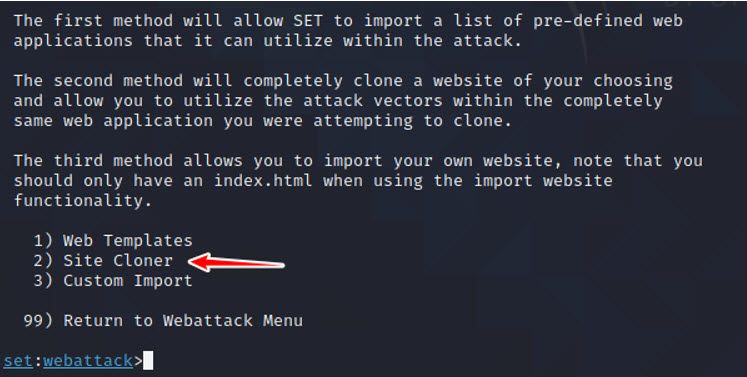 The first method will allow SET to import a list of pre-defined web
applications that it can utilize within the attack.
The second method will completely clone a website of your choosing
and allow you to utilize the attack vectors within the completely
same web application you were attempting to clone.
The third method allows you to import your own website, note that you
should only have an index.html when using the import website
functionality.
1) Web Templates
2) Site Cloner
3) Custom Import
99) Return to Webattack Menu
set:webattack>